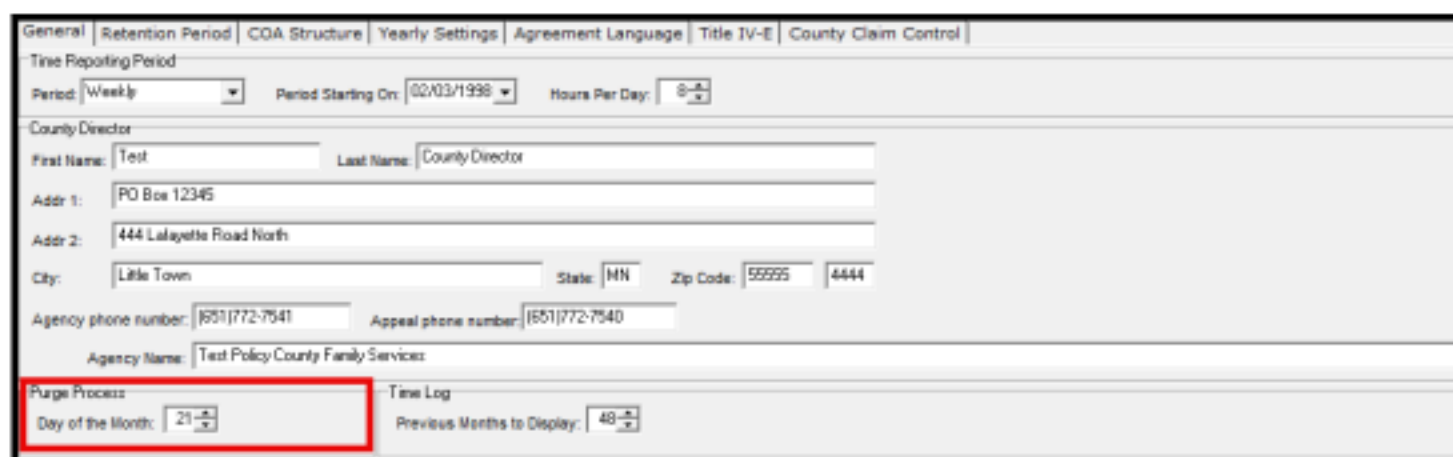 General Retention Period COA Structure Yearly Settings Agreement Language Title IV-E County Claim Control
Time Reporting Period
Period: Weekly Period Starting On: 02/03/1998 Hours Per Day: 8
County Director
First Name: Test Last Name: County Director
Addr 1: PO Box 12345
Addr 2: 444 Lafayette Road North
City: Little Town State: MN Zip Code: 55555 4444
Agency phone number: (651)772-7541 Appeal phone number: (651)772-7540
Agency Name: Test Policy County Family Services
Purge Process Time Log
Day of the Month: 21 Previous Months to Display: 48